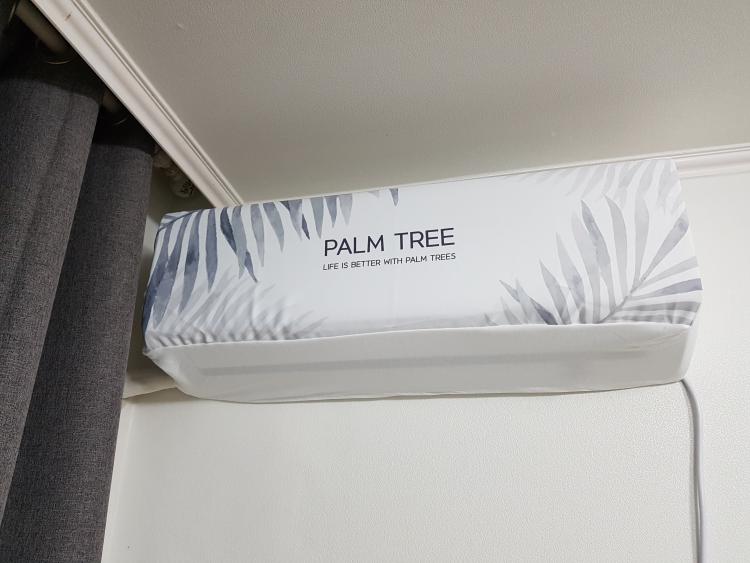 PALM TREE
LIFE IS BETTER WITH PALM TREES